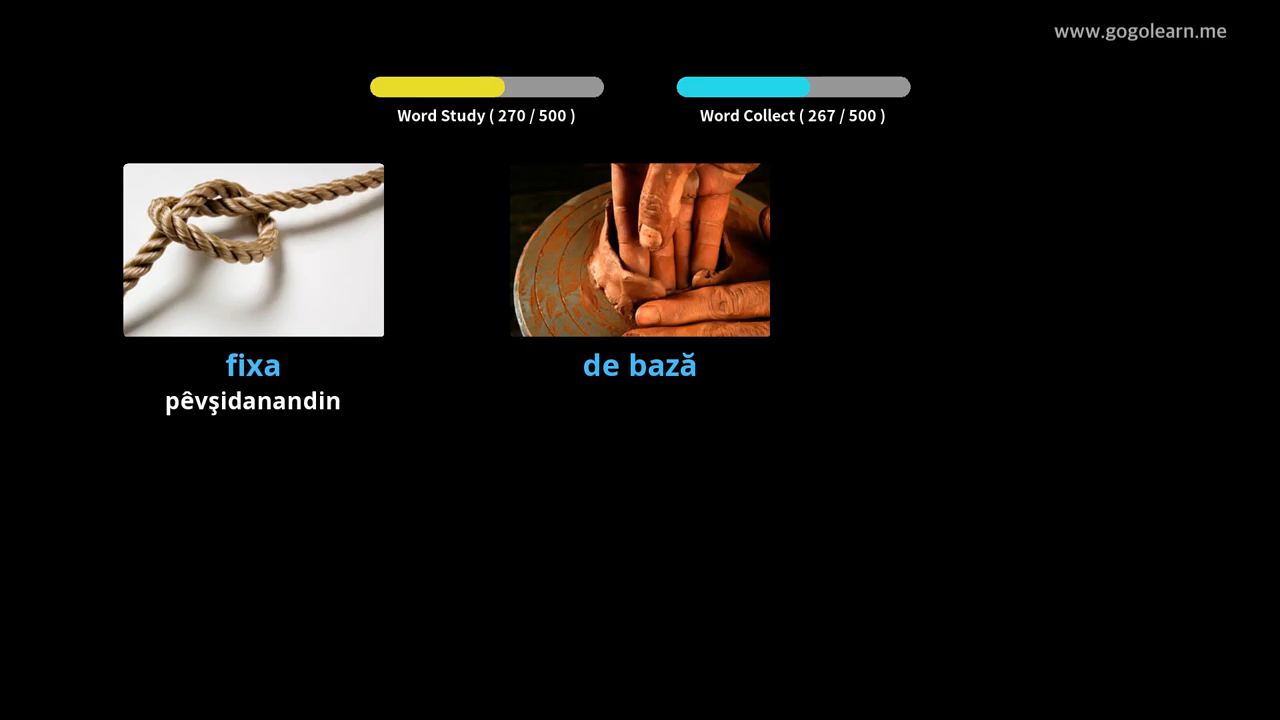 www.gogolearn.me
Word Study ( 270 / 500 )
Word Collect ( 267 / 500 )
fixa
pêvşidanandin
de bază